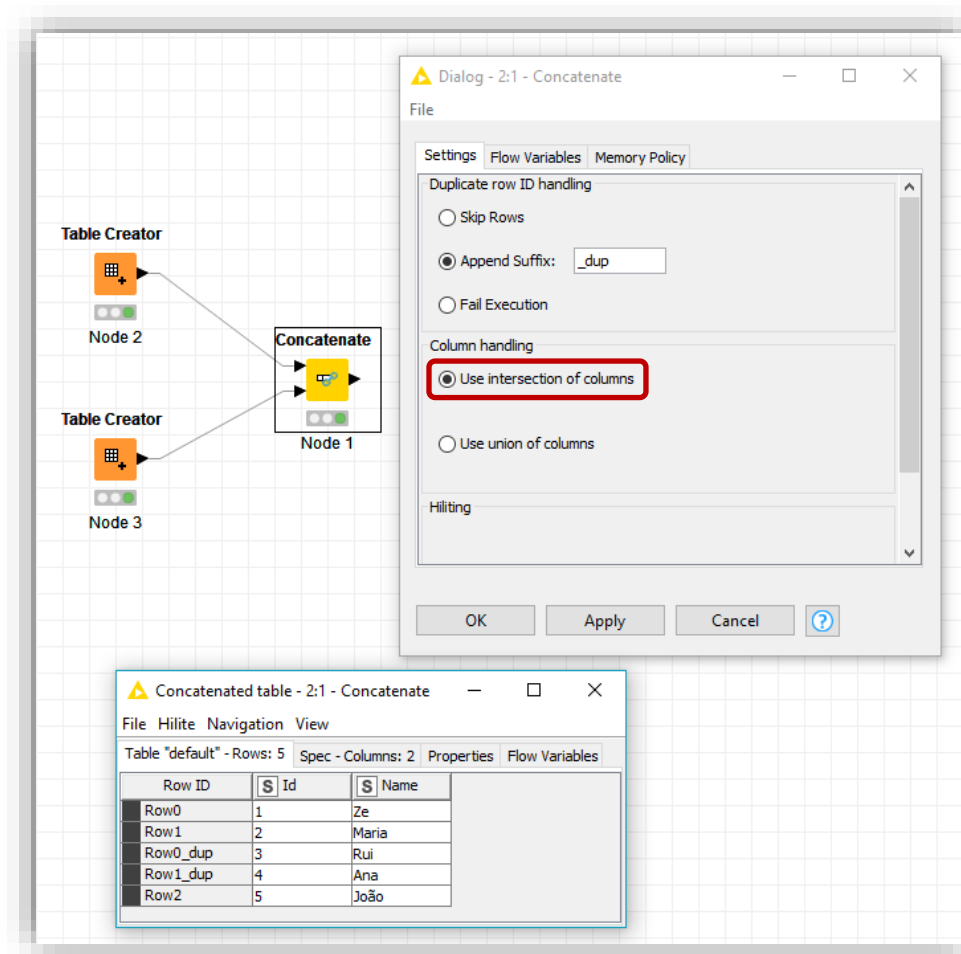 Dialog - 2:1 - Concatenate
File
Settings Flow Variables Memory Policy
Duplicate row ID handling
Skip Rows
Append Suffix: _dup
Fail Execution
Column handling
Use intersection of columns
Use union of columns
Hiliting
OK Apply Cancel ?
Table Creator
Node 2
Concatenate
Node 1
Table Creator
Node 3
Concatenated table - 2:1 - Concatenate
File Hilite Navigation View
Table "default" - Rows: 5 Spec - Columns: 2 Properties Flow Variables
Row ID S Id S Name
Row0 1 Ze
Row1 2 Maria
Row0_dup 3 Rui
Row1_dup 4 Ana
Row2 5 João